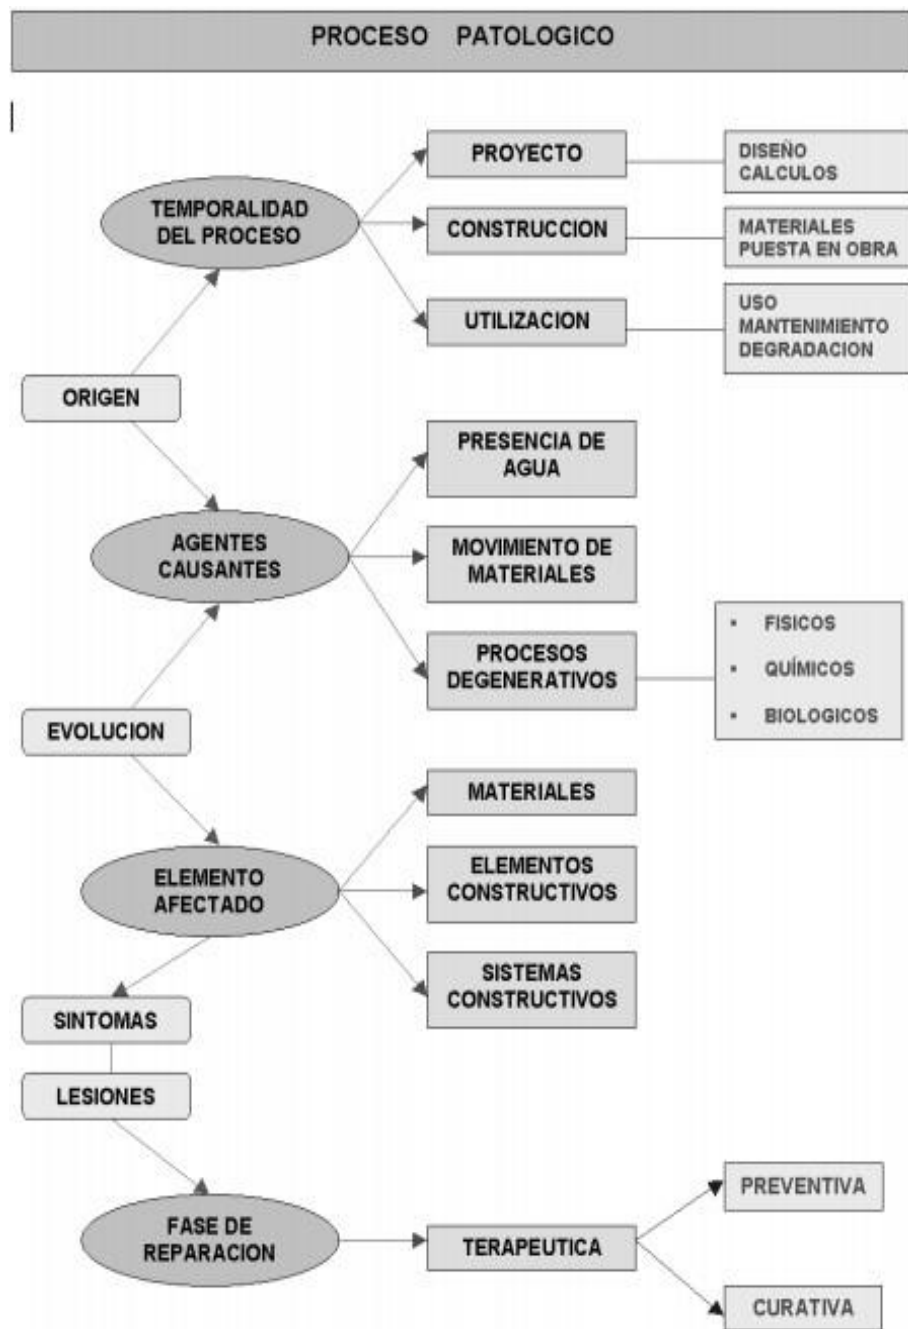 PROCESO PATOLOGICO
PROYECTO
DISEÑO
CALCULOS
TEMPORALIDAD
DEL PROCESO
CONSTRUCCION
MATERIALES
PUESTA EN OBRA
UTILIZACION
USO
MANTENIMIENTO
DEGRADACION
ORIGEN
PRESENCIA DE
AGUA
AGENTES
CAUSANTES
MOVIMIENTO DE
MATERIALES
PROCESOS
DEGENERATIVOS
▪ FISICOS
▪ QUÍMICOS
▪ BIOLOGICOS
EVOLUCION
MATERIALES
ELEMENTO
AFECTADO
ELEMENTOS
CONSTRUCTIVOS
SISTEMAS
CONSTRUCTIVOS
SINTOMAS
LESIONES
FASE DE
REPARACION
TERAPEUTICA
PREVENTIVA
CURATIVA